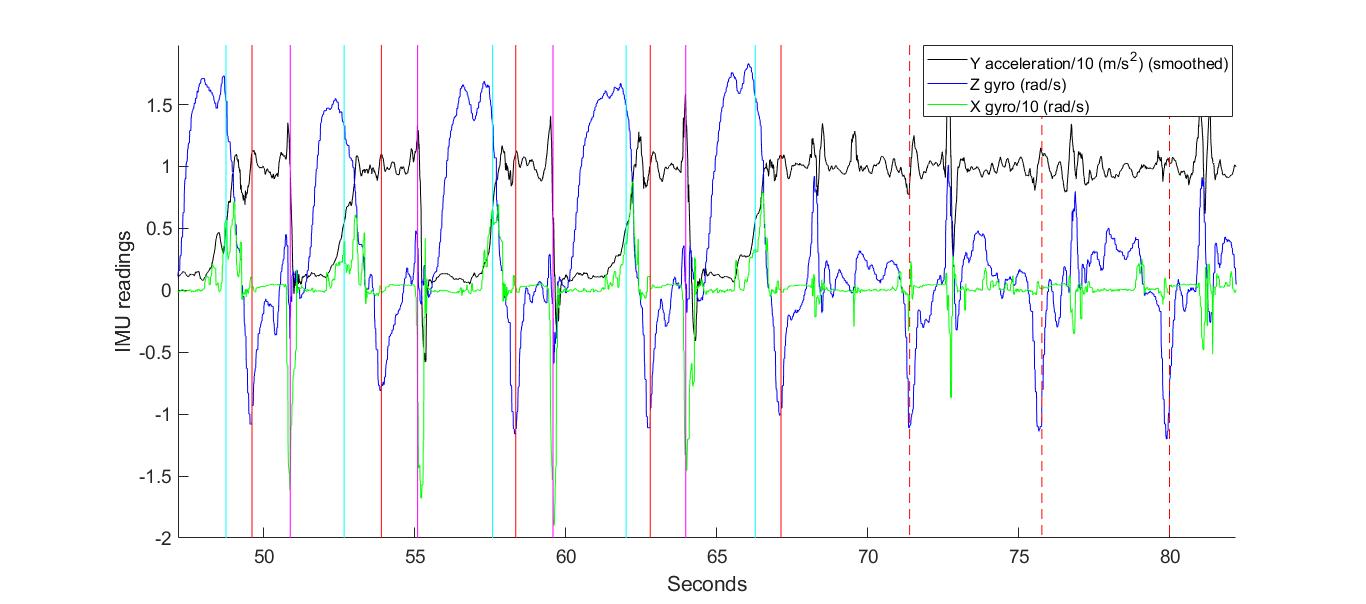 Y acceleration/10 (m/s²) (smoothed)
Z gyro (rad/s)
X gyro/10 (rad/s)
1.5
1
0.5
0
-0.5
-1
-1.5
-2
IMU readings
50 55 60 65 70 75 80
Seconds